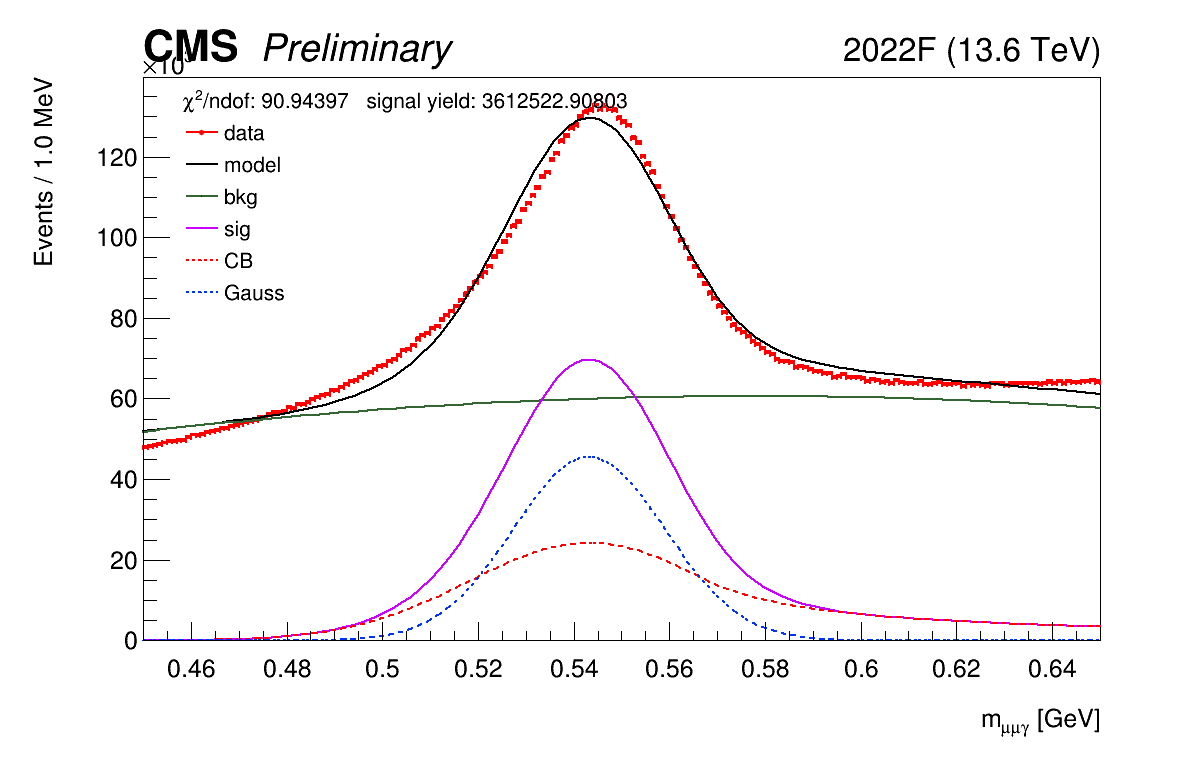 CMS Preliminary 2022F (13.6 TeV)
×10³
χ²/ndof: 90.94397 signal yield: 3612522.90803
data
model
bkg
sig
CB
Gauss
Events / 1.0 MeV
120
100
80
60
40
20
0
0.46 0.48 0.5 0.52 0.54 0.56 0.58 0.6 0.62 0.64
m_μμγ [GeV]